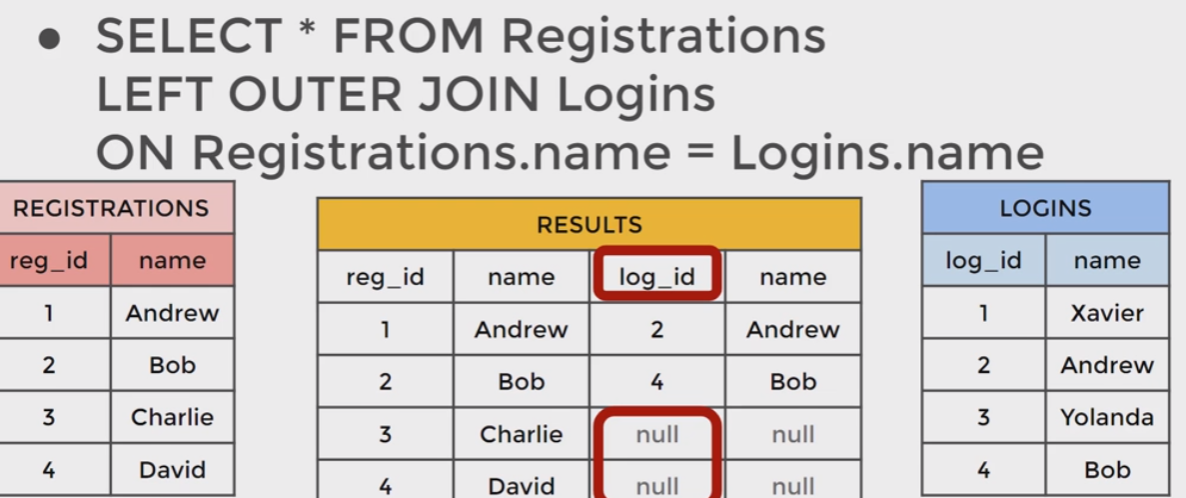 ● SELECT * FROM Registrations
LEFT OUTER JOIN Logins
ON Registrations.name = Logins.name
REGISTRATIONS
reg_id name
1 Andrew
2 Bob
3 Charlie
4 David
RESULTS
reg_id name log_id name
1 Andrew 2 Andrew
2 Bob 4 Bob
3 Charlie null null
4 David null null
LOGINS
log_id name
1 Xavier
2 Andrew
3 Yolanda
4 Bob